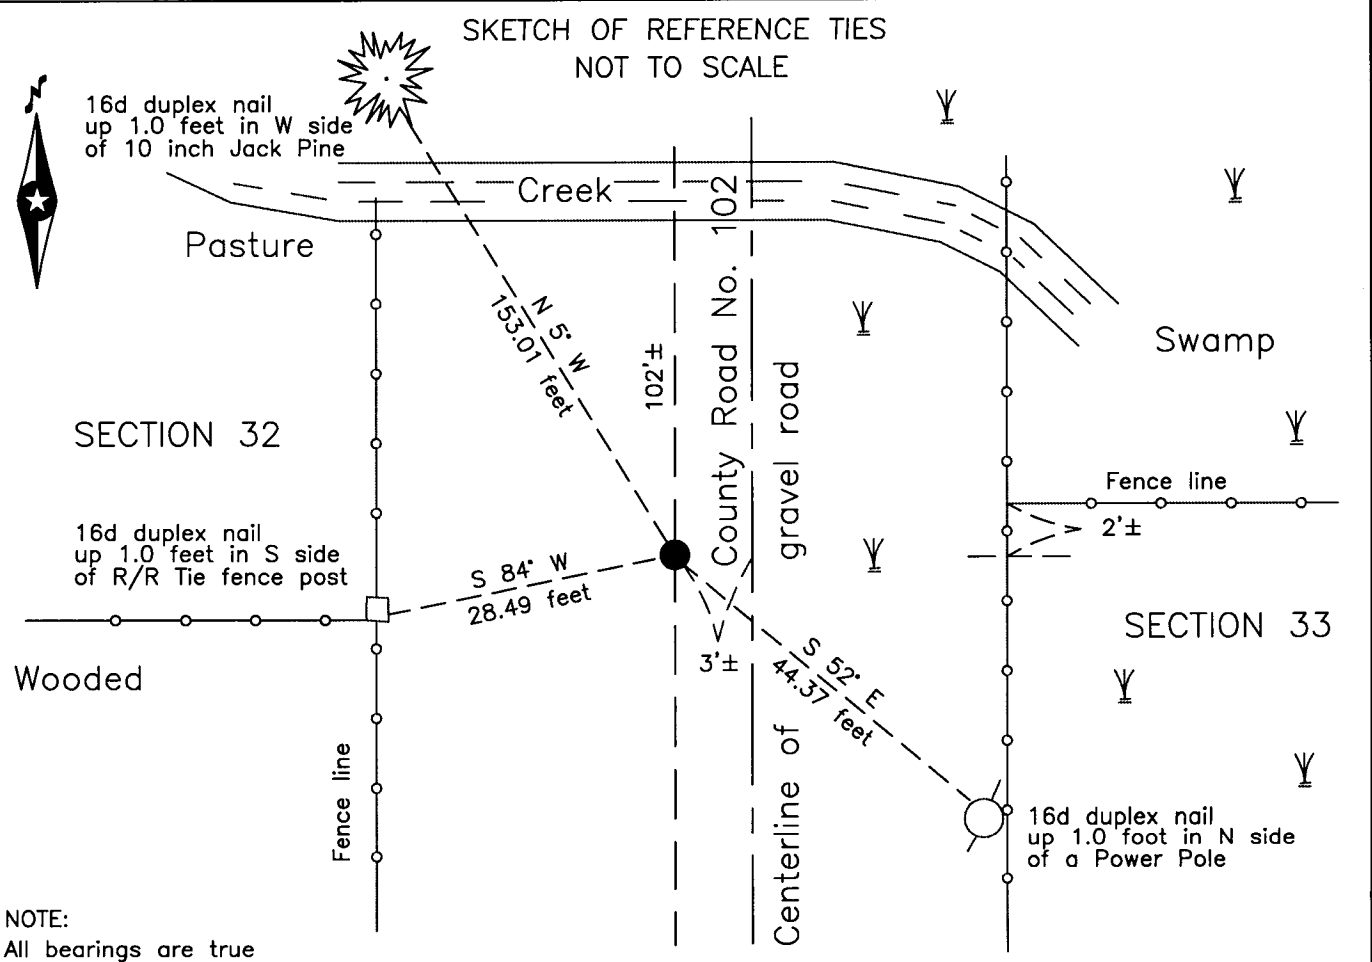 SKETCH OF REFERENCE TIES
NOT TO SCALE
N
16d duplex nail
up 1.0 feet in W side
of 10 inch Jack Pine
Creek
Pasture
N 5° W
153.01 feet
102'±
County Road No. 102
Centerline of gravel road
Swamp
SECTION 32
Fence line
2'±
16d duplex nail
up 1.0 feet in S side
of R/R Tie fence post
S 84° W
28.49 feet
3'±
S 52° E
44.37 feet
SECTION 33
Wooded
Fence line
16d duplex nail
up 1.0 foot in N side
of a Power Pole
NOTE:
All bearings are true